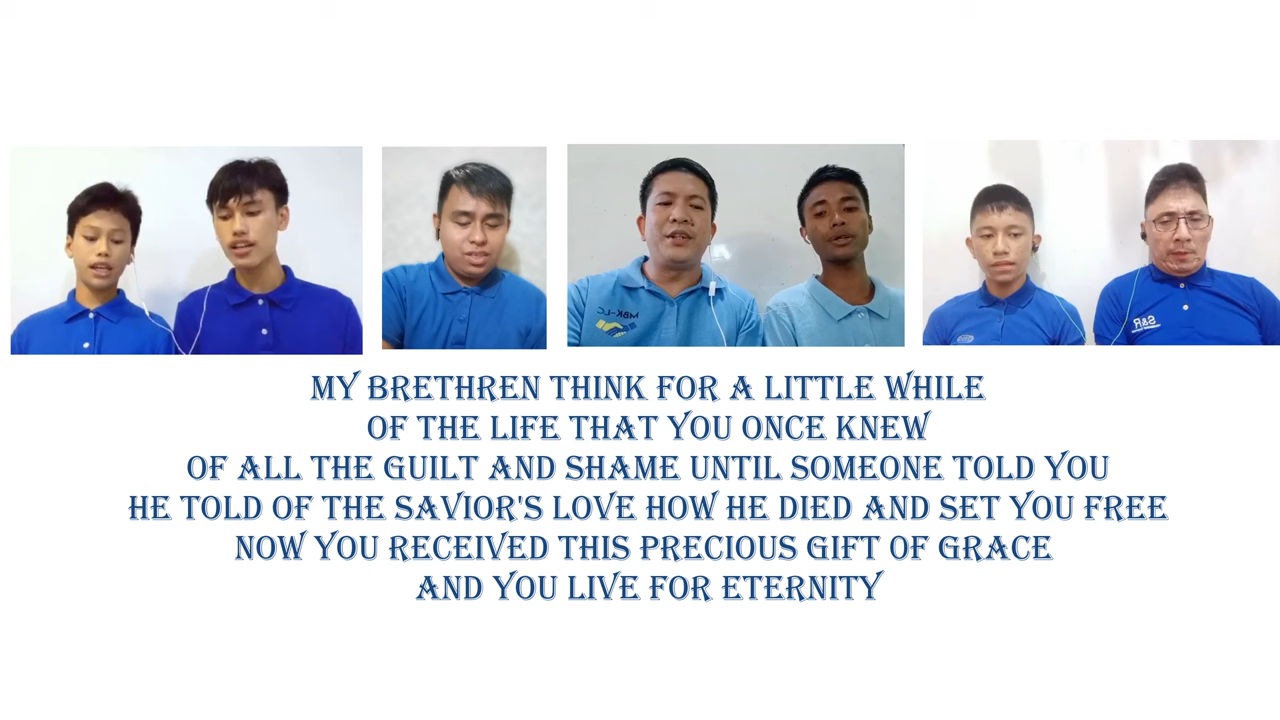 MBK-LC
S&R
MY BRETHREN THINK FOR A LITTLE WHILE
OF THE LIFE THAT YOU ONCE KNEW
OF ALL THE GUILT AND SHAME UNTIL SOMEONE TOLD YOU
HE TOLD OF THE SAVIOR'S LOVE HOW HE DIED AND SET YOU FREE
NOW YOU RECEIVED THIS PRECIOUS GIFT OF GRACE
AND YOU LIVE FOR ETERNITY